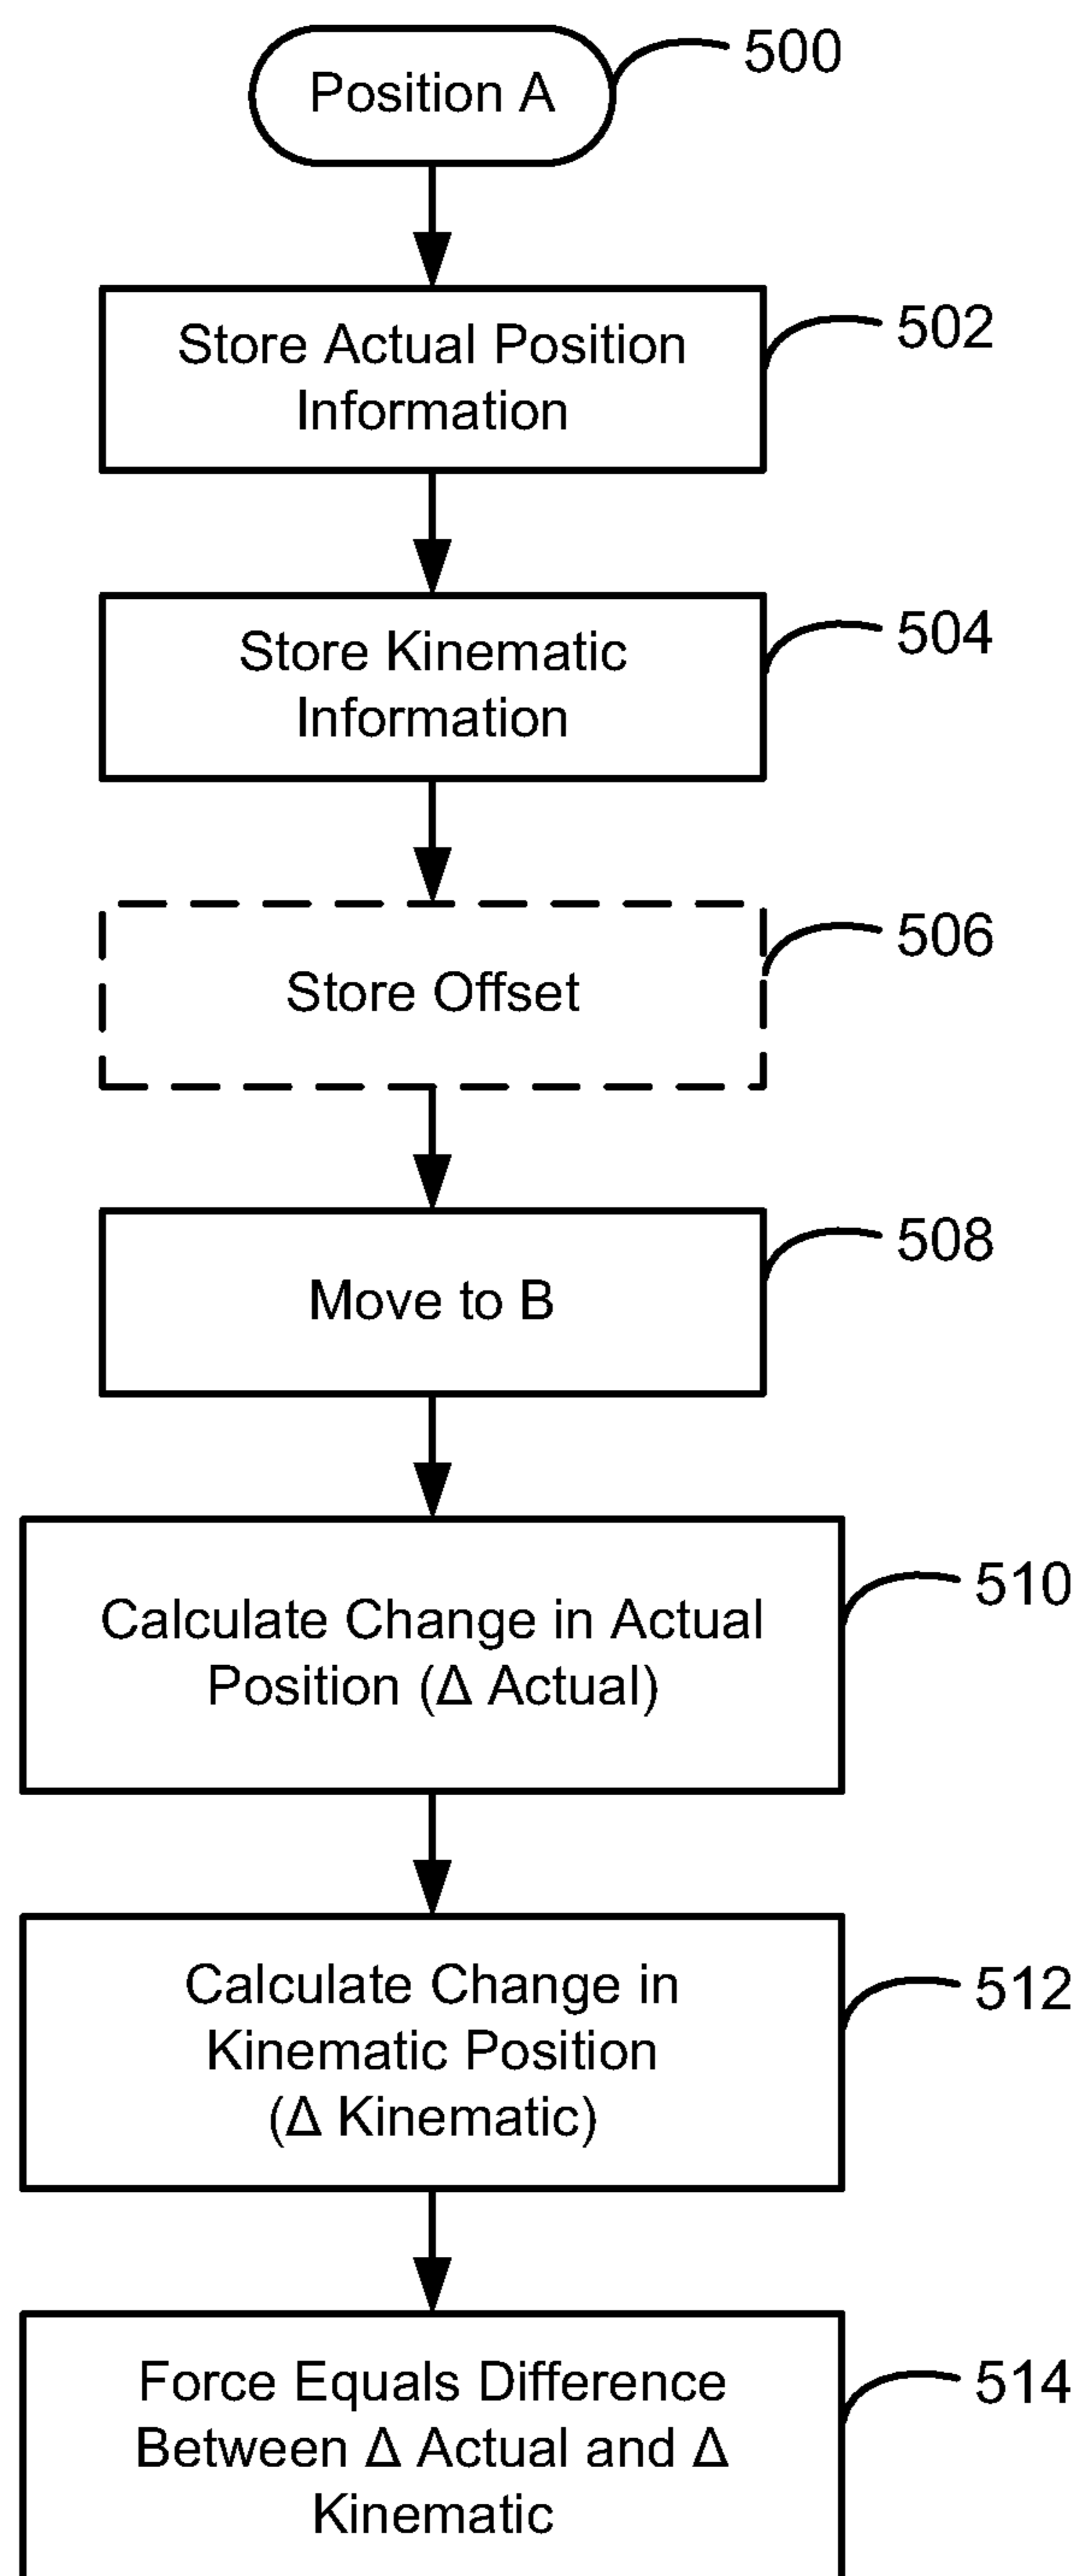 Position A
500
Store Actual Position
Information
502
Store Kinematic
Information
504
Store Offset
506
Move to B
508
Calculate Change in Actual
Position (Δ Actual)
510
Calculate Change in
Kinematic Position
(Δ Kinematic)
512
Force Equals Difference
Between Δ Actual and Δ
Kinematic
514